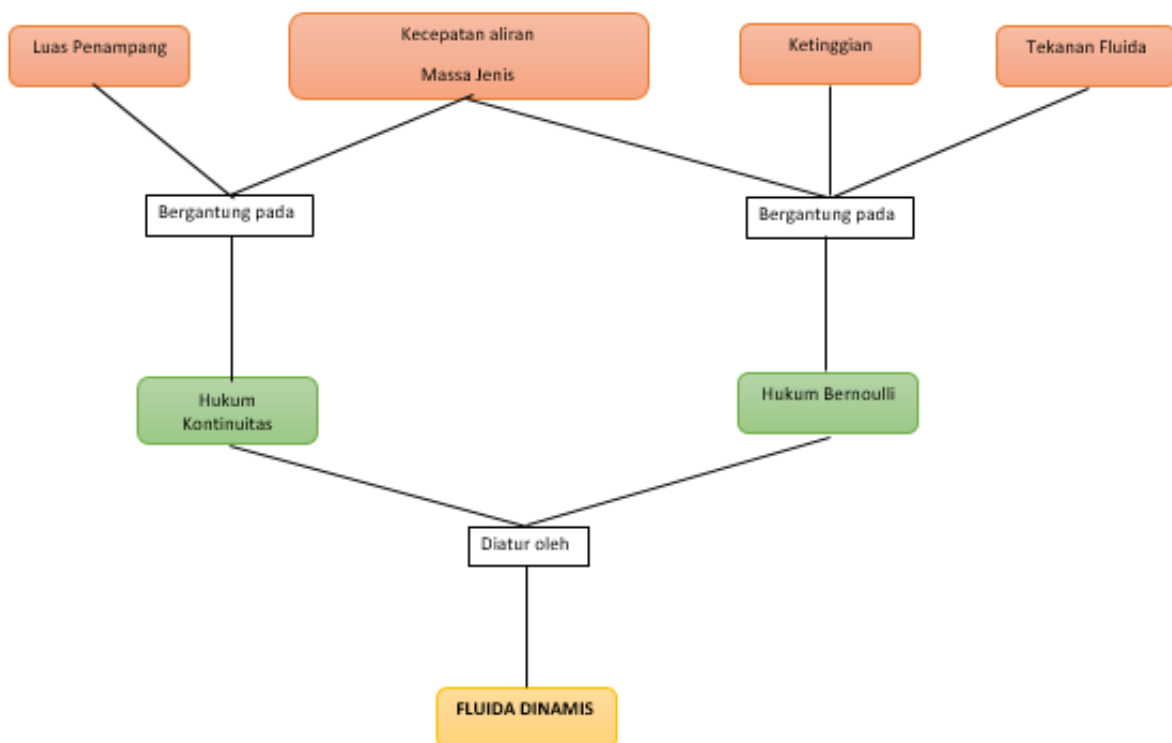 Luas Penampang
Kecepatan aliran
Massa Jenis
Ketinggian
Tekanan Fluida
Bergantung pada
Bergantung pada
Hukum
Kontinuitas
Hukum Bernoulli
Diatur oleh
FLUIDA DINAMIS